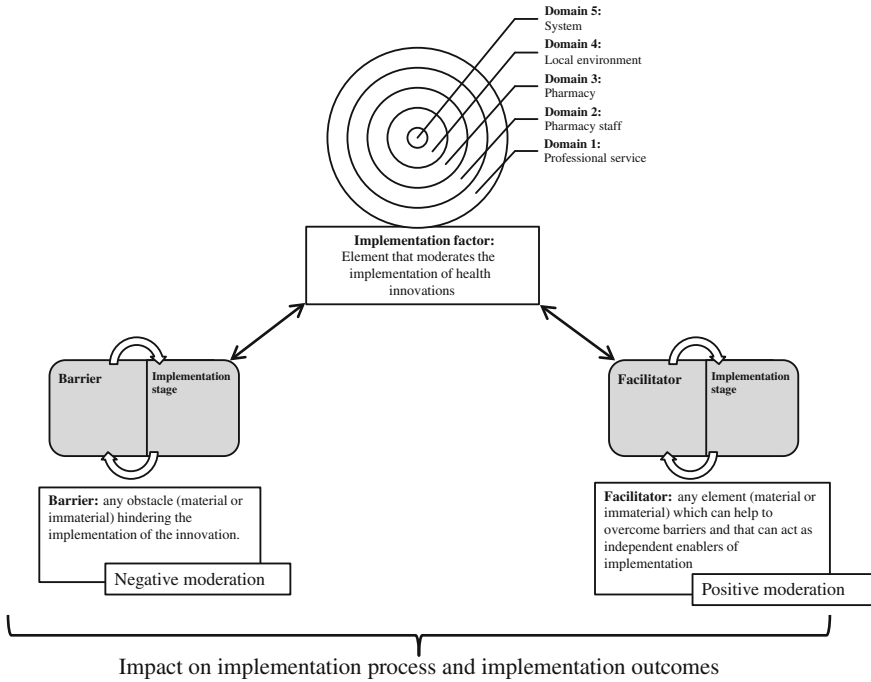 Domain 5:
System
Domain 4:
Local environment
Domain 3:
Pharmacy
Domain 2:
Pharmacy staff
Domain 1:
Professional service
Implementation factor:
Element that moderates the
implementation of health
innovations
Barrier
Implementation
stage
Facilitator
Implementation
stage
Barrier: any obstacle (material or
immaterial) hindering the
implementation of the innovation.
Negative moderation
Facilitator: any element (material or
immaterial) which can help to
overcome barriers and that can act as
independent enablers of
implementation
Positive moderation
Impact on implementation process and implementation outcomes